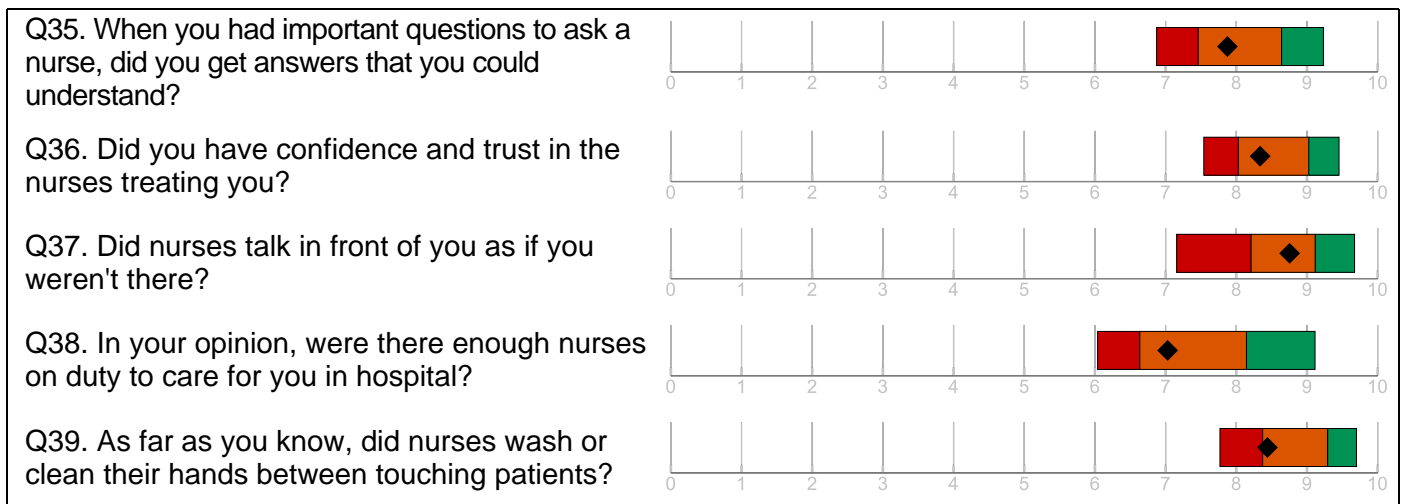 Q35. When you had important questions to ask a
nurse, did you get answers that you could
understand?
0 1 2 3 4 5 6 7 8 9 10
Q36. Did you have confidence and trust in the
nurses treating you?
0 1 2 3 4 5 6 7 8 9 10
Q37. Did nurses talk in front of you as if you
weren't there?
0 1 2 3 4 5 6 7 8 9 10
Q38. In your opinion, were there enough nurses
on duty to care for you in hospital?
0 1 2 3 4 5 6 7 8 9 10
Q39. As far as you know, did nurses wash or
clean their hands between touching patients?
0 1 2 3 4 5 6 7 8 9 10